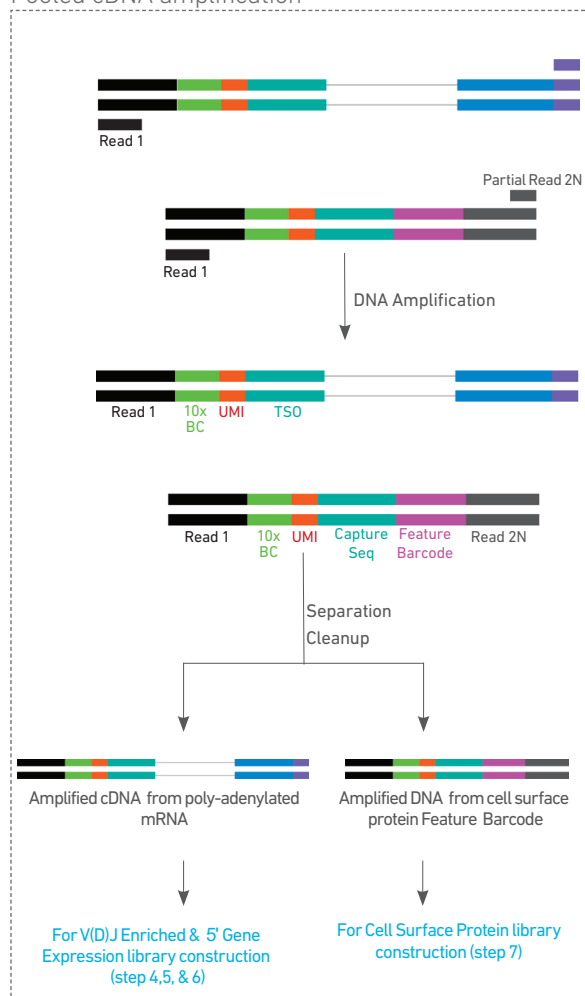 Pooled cDNA amplification
Read 1
Partial Read 2N
Read 1
DNA Amplification
Read 1 10x BC UMI TSO
Read 1 10x BC UMI Capture Seq Feature Barcode Read 2N
Separation
Cleanup
Amplified cDNA from poly-adenylated
mRNA
Amplified DNA from cell surface
protein Feature Barcode
For V(D)J Enriched & 5' Gene
Expression library construction
(step 4,5, & 6)
For Cell Surface Protein library
construction (step 7)